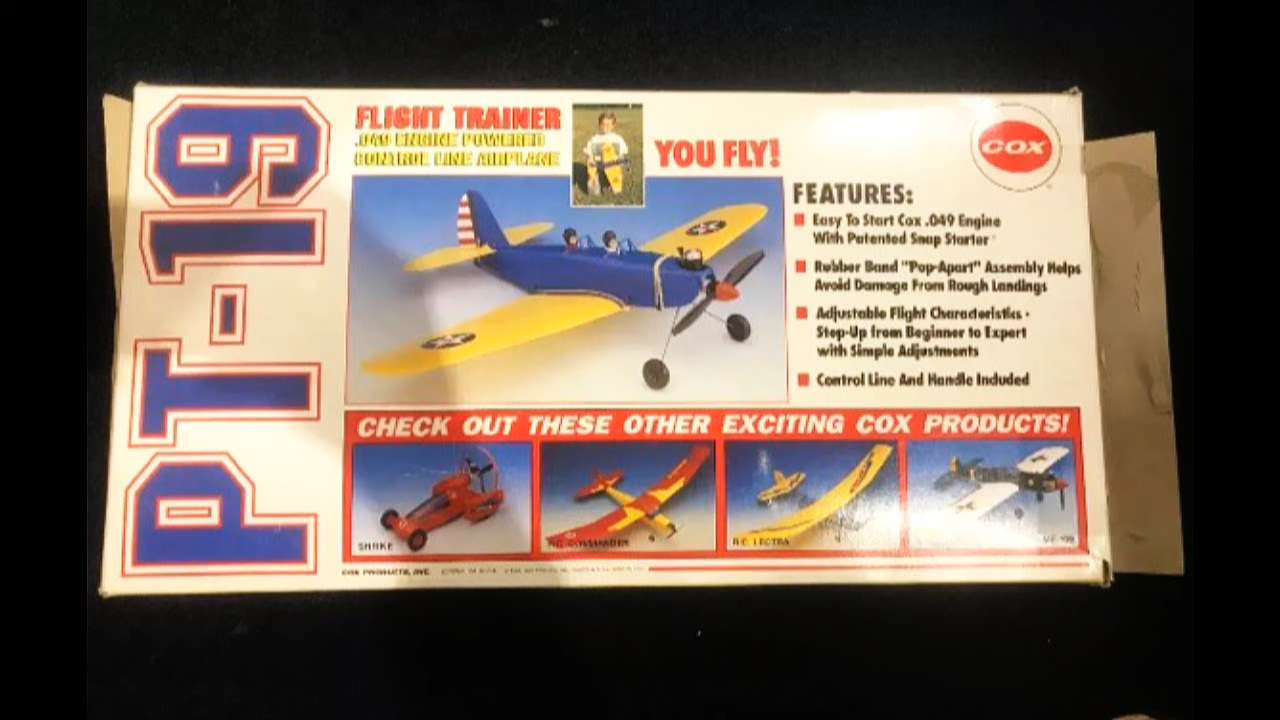 PT-19
FLIGHT TRAINER
.049 ENGINE POWERED
CONTROL LINE AIRPLANE
YOU FLY!
COX
FEATURES:
Easy To Start Cox .049 Engine
With Patented Snap Starter
Rubber Band "Pop-Apart" Assembly Helps
Avoid Damage From Rough Landings
Adjustable Flight Characteristics -
Step-Up from Beginner to Expert
with Simple Adjustments
Control Line And Handle Included
CHECK OUT THESE OTHER EXCITING COX PRODUCTS!
SHRIKE
R/C COMMANDER
R/C LECTRA
COX PRODUCTS, INC.